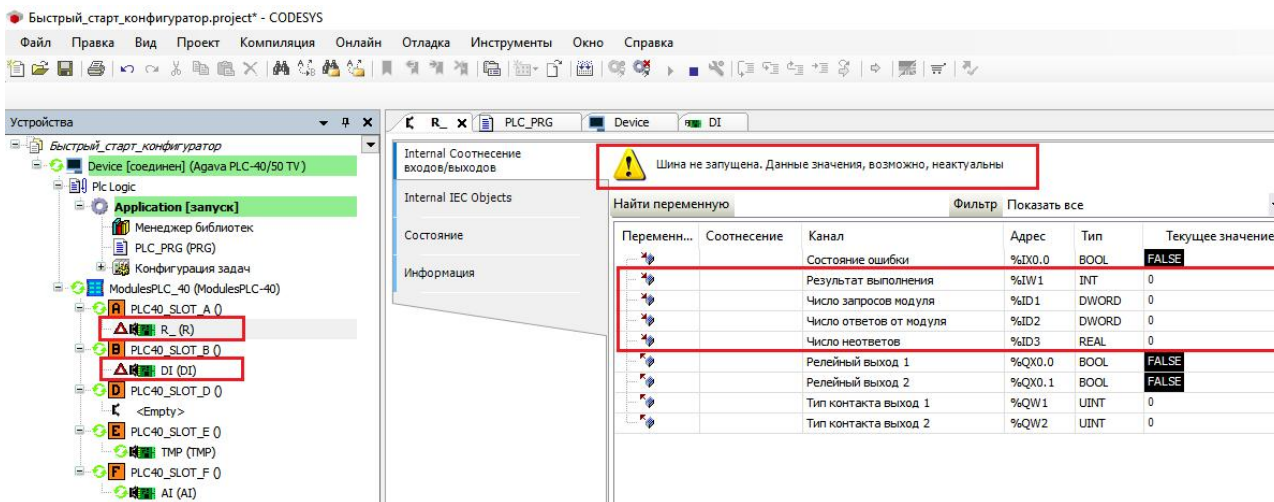 Быстрый_старт_конфигуратор.project* - CODESYS
Файл Правка Вид Проект Компиляция Онлайн Отладка Инструменты Окно Справка
Устройства
Быстрый_старт_конфигуратор
Device [соединен] (Agava PLC-40/50 TV)
Plc Logic
Application [запуск]
Менеджер библиотек
PLC_PRG (PRG)
Конфигурация задач
ModulesPLC_40 (ModulesPLC-40)
A PLC40_SLOT_A ()
R_ (R)
B PLC40_SLOT_B ()
DI (DI)
D PLC40_SLOT_D ()
<Empty>
E PLC40_SLOT_E ()
TMP (TMP)
F PLC40_SLOT_F ()
AI (AI)
R_ PLC_PRG Device DI
Internal Соотнесение
входов/выходов
Internal IEC Objects
Состояние
Информация
Шина не запущена. Данные значения, возможно, неактуальны
Найти переменную Фильтр Показать все
Переменн... Соотнесение Канал Адрес Тип Текущее значение
Состояние ошибки %IX0.0 BOOL FALSE
Результат выполнения %IW1 INT 0
Число запросов модуля %ID1 DWORD 0
Число ответов от модуля %ID2 DWORD 0
Число неответов %ID3 REAL 0
Релейный выход 1 %QX0.0 BOOL FALSE
Релейный выход 2 %QX0.1 BOOL FALSE
Тип контакта выход 1 %QW1 UINT 0
Тип контакта выход 2 %QW2 UINT 0